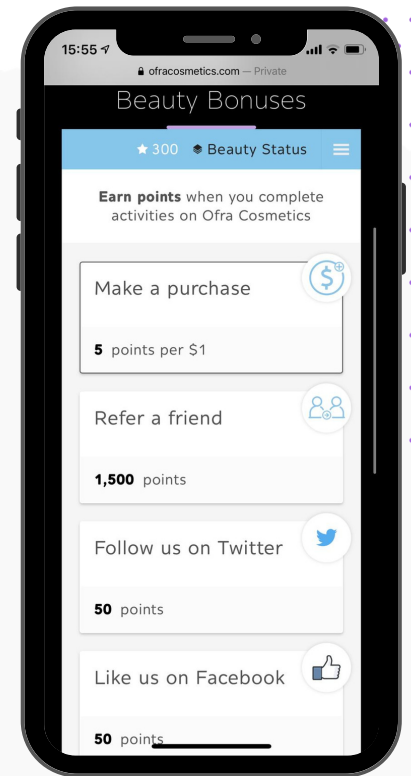 15:55
ofracosmetics.com — Private
Beauty Bonuses
300 Beauty Status
Earn points when you complete
activities on Ofra Cosmetics
Make a purchase
5 points per $1
Refer a friend
1,500 points
Follow us on Twitter
50 points
Like us on Facebook
50 points